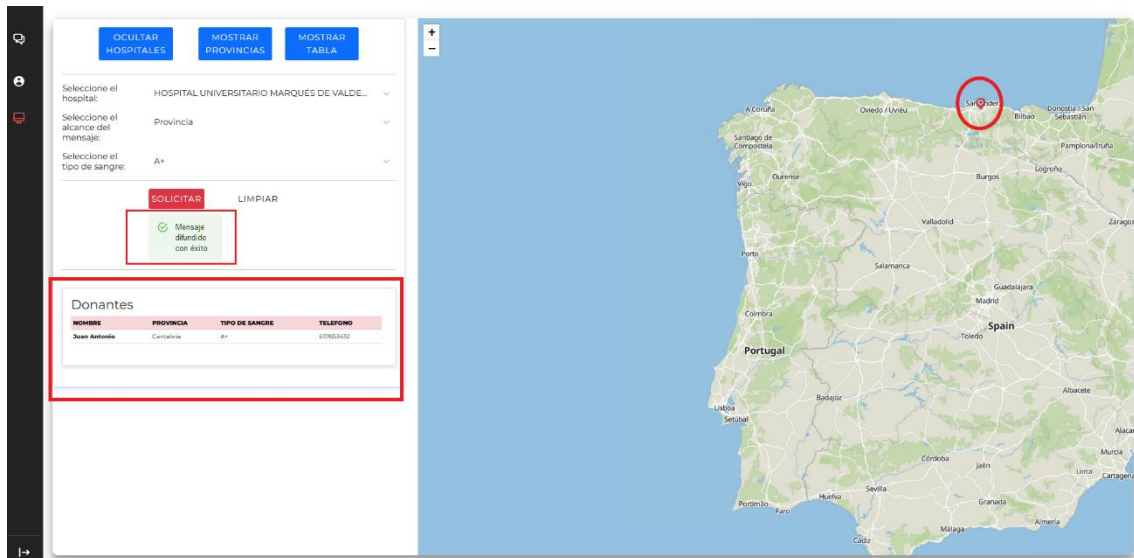 OCULTAR
HOSPITALES
MOSTRAR
PROVINCIAS
MOSTRAR
TABLA
Seleccione el
hospital:
HOSPITAL UNIVERSITARIO MARQUÉS DE VALDE...
Seleccione el
alcance del
mensaje:
Provincia
Seleccione el
tipo de sangre:
A+
SOLICITAR
LIMPIAR
Mensaje
difundido
con éxito
Donantes
NOMBRE PROVINCIA TIPO DE SANGRE TELEFONO
Juan Antonio Cantabria A+ 657653432
+
−
A Coruña
Oviedo / Uviéu
Santander
Bilbao
Donostia / San
Sebastián
Santiago de
Compostela
Pamplona/Iruña
Logroño
Ourense
Burgos
Vigo
Valladolid
Zaragoz
Porto
Salamanca
Guadalajara
Madrid
Coimbra
Spain
Toledo
Portugal
Albacete
Badajoz
Lisboa
Setúbal
Alaca
Murcia
Córdoba
Jaén
Lorca
Cartagena
Sevilla
Huelva
Granada
Portimão
Faro
Almería
Málaga
Cádiz